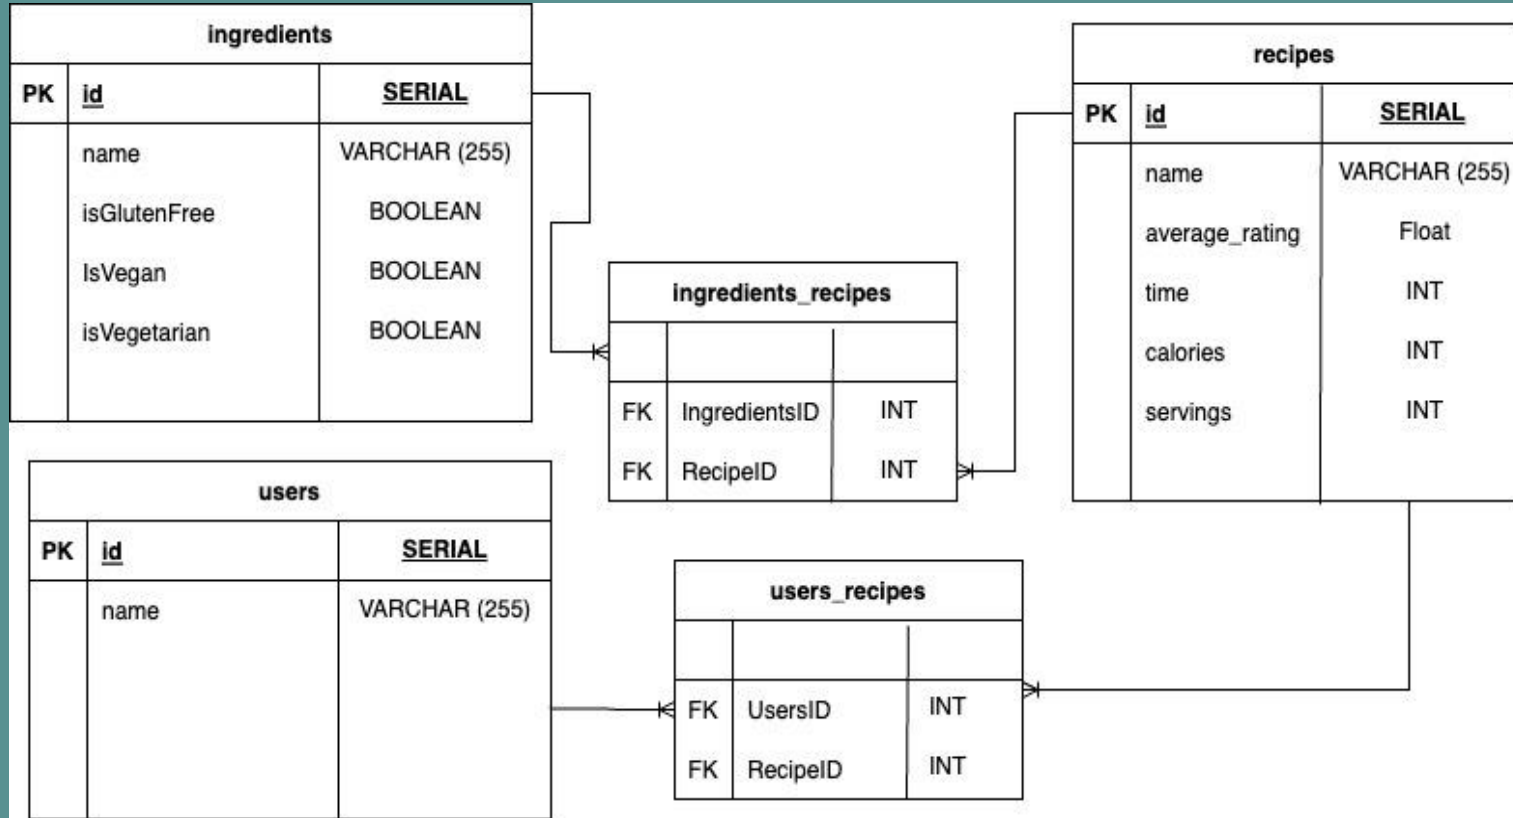 ingredients
PK id SERIAL
name VARCHAR (255)
isGlutenFree BOOLEAN
IsVegan BOOLEAN
isVegetarian BOOLEAN
recipes
PK id SERIAL
name VARCHAR (255)
average_rating Float
time INT
calories INT
servings INT
ingredients_recipes
FK IngredientsID INT
FK RecipeID INT
users
PK id SERIAL
name VARCHAR (255)
users_recipes
FK UsersID INT
FK RecipeID INT